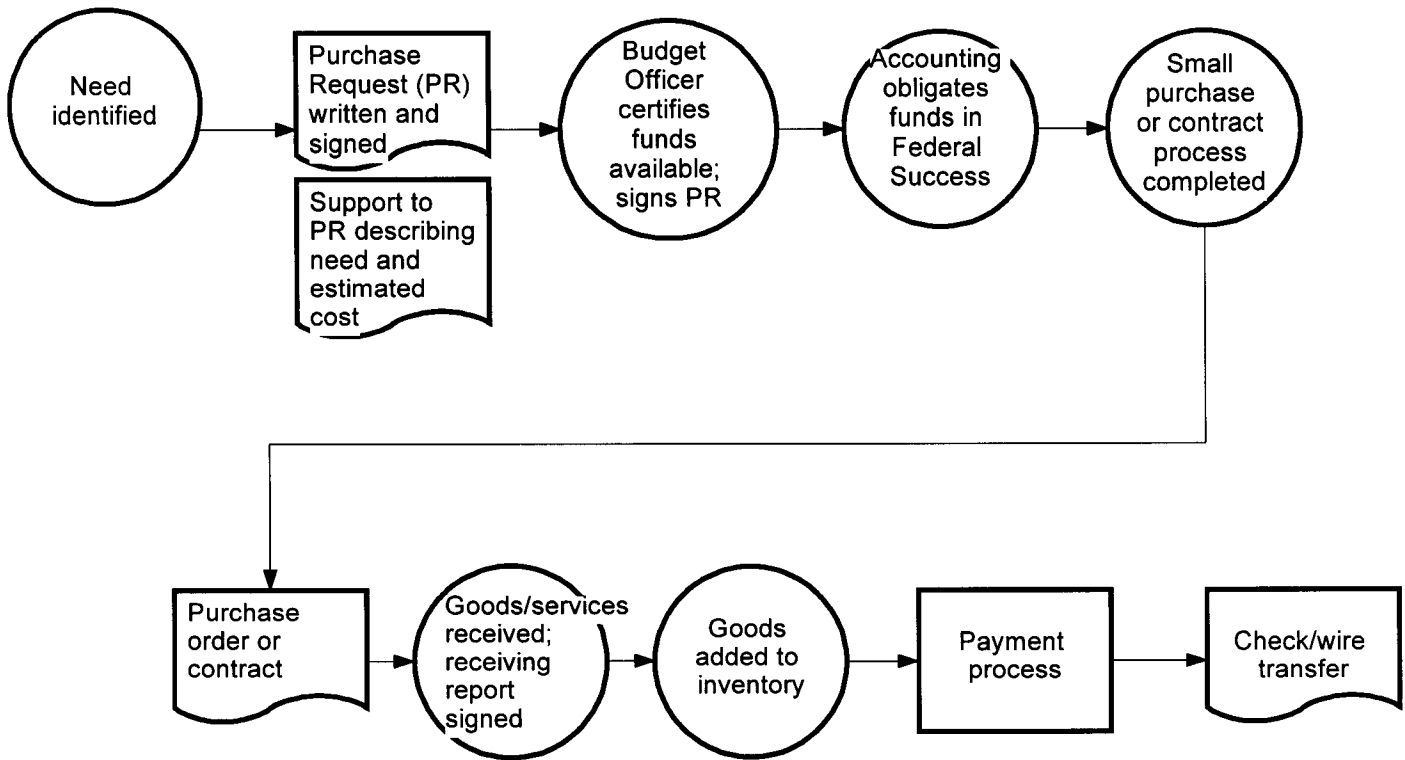 Need
identified
Purchase
Request (PR)
written and
signed
Support to
PR describing
need and
estimated
cost
Budget
Officer
certifies
funds
available;
signs PR
Accounting
obligates
funds in
Federal
Success
Small
purchase
or contract
process
completed
Purchase
order or
contract
Goods/services
received;
receiving
report
signed
Goods
added to
inventory
Payment
process
Check/wire
transfer